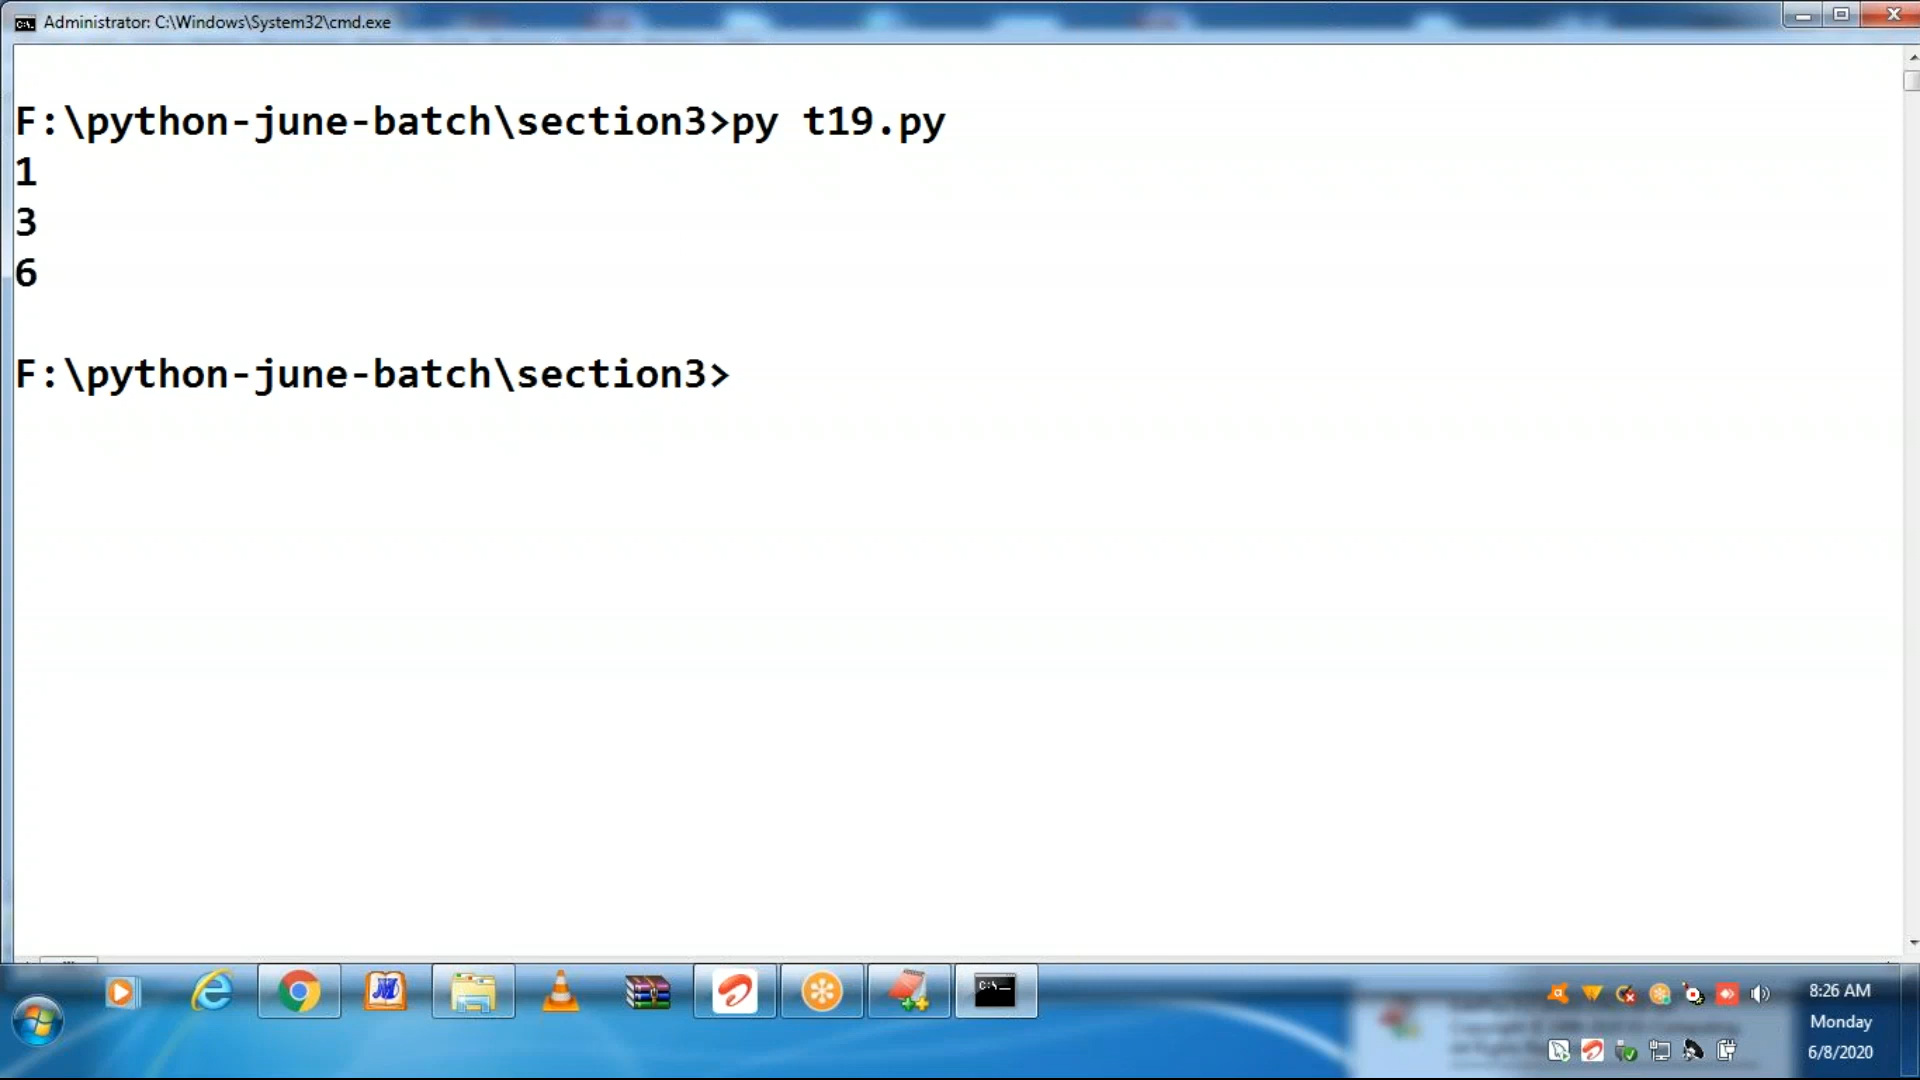 Administrator: C:\Windows\System32\cmd.exe
F:\python-june-batch\section3>py t19.py
1
3
6
F:\python-june-batch\section3>
8:26 AM
Monday
6/8/2020